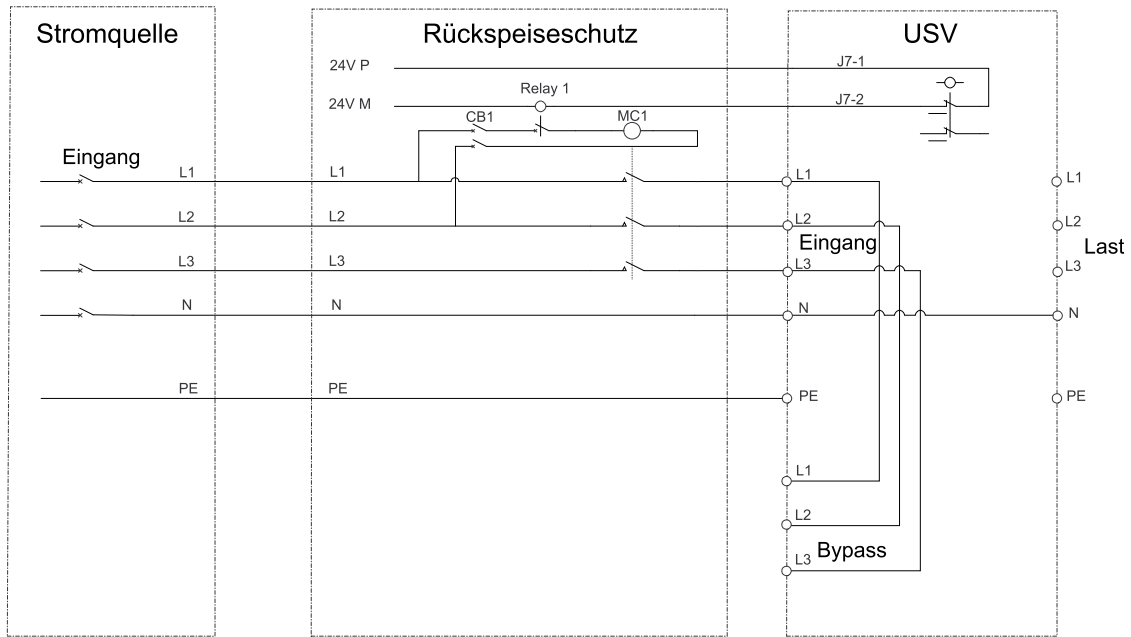 Stromquelle
Rückspeiseschutz
USV
24V P
J7-1
Relay 1
24V M
J7-2
CB1
MC1
Eingang
L1
L1
L1
L1
L2
L2
L2
L2
Eingang
Last
L3
L3
L3
L3
N
N
N
N
PE
PE
PE
PE
L1
L2
L3
Bypass